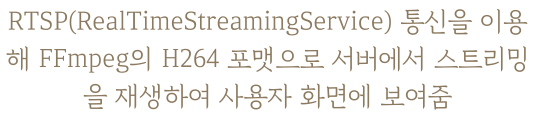 RTSP(RealTimeStreamingService) 통신을 이용
해 FFmpeg의 H264 포맷으로 서버에서 스트리밍
을 재생하여 사용자 화면에 보여줌